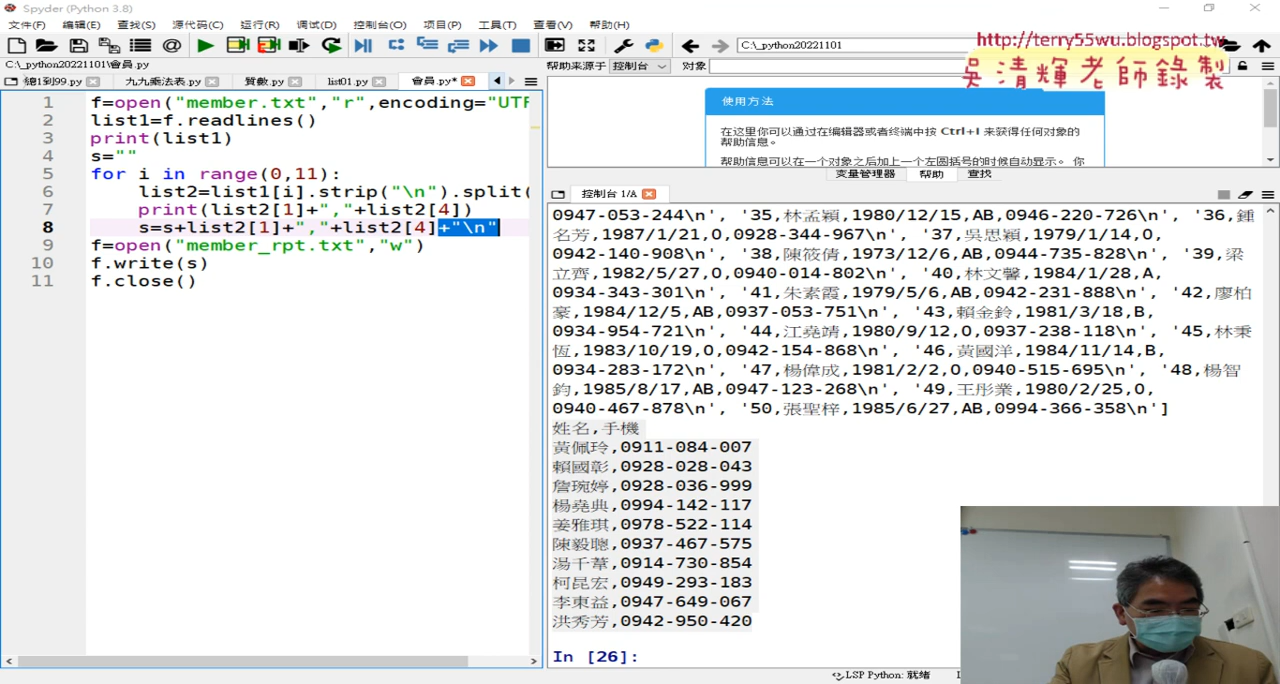 Spyder (Python 3.8)
文件(F) 编辑(E) 查找(S) 源代码(C) 运行(R) 调试(D) 控制台(O) 项目(P) 工具(T) 查看(V) 帮助(H)
C:\_python20221101
http://terry55wu.blogspot.tw
吳清輝老師錄製
C:\_python20221101\會員.py
帮助来源于 控制台 对象
1到99.py 九九乘法表.py 質數.py list01.py 會員.py*
1 f=open("member.txt","r",encoding="UTF
2 list1=f.readlines()
3 print(list1)
4 s=""
5 for i in range(0,11):
6 list2=list1[i].strip("\n").split(
7 print(list2[1]+","+list2[4])
8 s=s+list2[1]+","+list2[4]+"\n"
9 f=open("member_rpt.txt","w")
10 f.write(s)
11 f.close()
使用方法
在这里你可以通过在编辑器或者终端中按 Ctrl+I 来获得任何对象的
帮助信息。
帮助信息可以在一个对象之后加上一个左圆括号的时候自动显示。 你
变量管理器 帮助 查找
控制台 1/A
0947-053-244\n', '35,林孟穎,1980/12/15,AB,0946-220-726\n', '36,鍾
名芳,1987/1/21,O,0928-344-967\n', '37,吳思穎,1979/1/14,O,
0942-140-908\n', '38,陳筱倩,1973/12/6,AB,0944-735-828\n', '39,梁
立齊,1982/5/27,O,0940-014-802\n', '40,林文馨,1984/1/28,A,
0934-343-301\n', '41,朱素霞,1979/5/6,AB,0942-231-888\n', '42,廖柏
豪,1984/12/5,AB,0937-053-751\n', '43,賴金鈴,1981/3/18,B,
0934-954-721\n', '44,江堯靖,1980/9/12,O,0937-238-118\n', '45,林秉
恆,1983/10/19,O,0942-154-868\n', '46,黃國洋,1984/11/14,B,
0934-283-172\n', '47,楊偉成,1981/2/2,O,0940-515-695\n', '48,楊智
鈞,1985/8/17,AB,0947-123-268\n', '49,王彤業,1980/2/25,O,
0940-467-878\n', '50,張聖梓,1985/6/27,AB,0994-366-358\n']
姓名,手機
黃佩玲,0911-084-007
賴國彰,0928-028-043
詹琬婷,0928-036-999
楊堯典,0994-142-117
姜雅琪,0978-522-114
陳毅聰,0937-467-575
湯千葦,0914-730-854
柯昆宏,0949-293-183
李東益,0947-649-067
洪秀芳,0942-950-420
In [26]:
LSP Python: 就绪